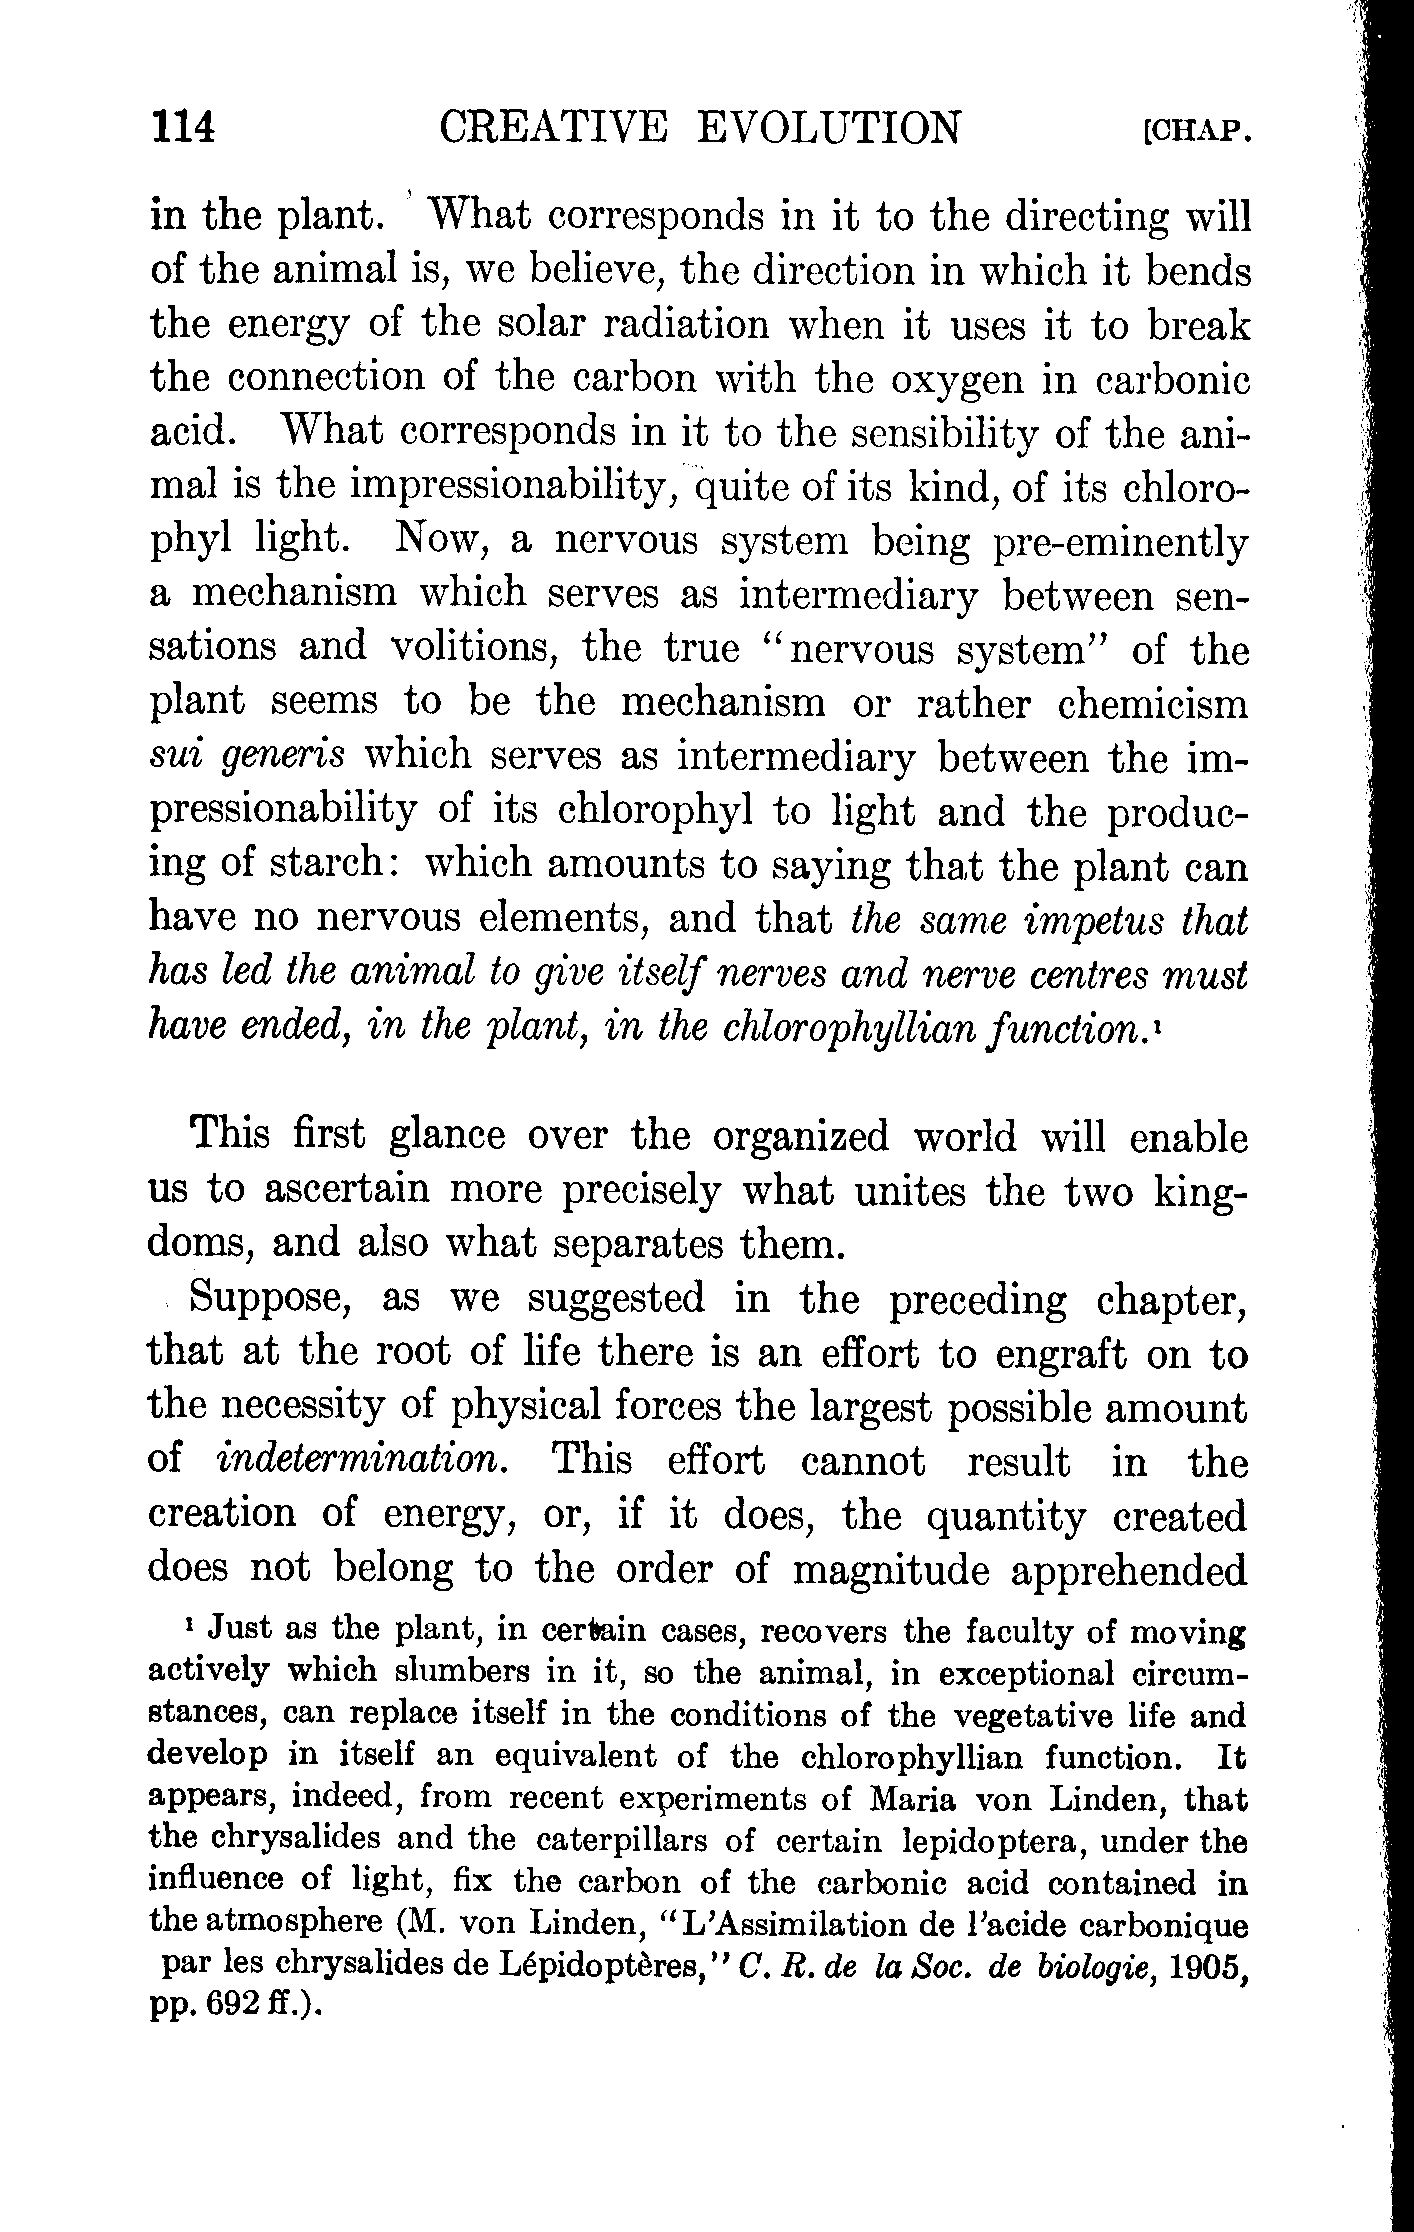 114 CREATIVE EVOLUTION [CHAP.
in the plant. What corresponds in it to the directing will
of the animal is, we believe, the direction in which it bends
the energy of the solar radiation when it uses it to break
the connection of the carbon with the oxygen in carbonic
acid. What corresponds in it to the sensibility of the ani-
mal is the impressionability, quite of its kind, of its chloro-
phyl light. Now, a nervous system being pre-eminently
a mechanism which serves as intermediary between sen-
sations and volitions, the true "nervous system" of the
plant seems to be the mechanism or rather chemicism
sui generis which serves as intermediary between the im-
pressionability of its chlorophyl to light and the produc-
ing of starch: which amounts to saying that the plant can
have no nervous elements, and that the same impetus that
has led the animal to give itself nerves and nerve centres must
have ended, in the plant, in the chlorophyllian function.¹
This first glance over the organized world will enable
us to ascertain more precisely what unites the two king-
doms, and also what separates them.
Suppose, as we suggested in the preceding chapter,
that at the root of life there is an effort to engraft on to
the necessity of physical forces the largest possible amount
of indetermination. This effort cannot result in the
creation of energy, or, if it does, the quantity created
does not belong to the order of magnitude apprehended
¹ Just as the plant, in certain cases, recovers the faculty of moving
actively which slumbers in it, so the animal, in exceptional circum-
stances, can replace itself in the conditions of the vegetative life and
develop in itself an equivalent of the chlorophyllian function. It
appears, indeed, from recent experiments of Maria von Linden, that
the chrysalides and the caterpillars of certain lepidoptera, under the
influence of light, fix the carbon of the carbonic acid contained in
the atmosphere (M. von Linden, "L'Assimilation de l'acide carbonique
par les chrysalides de Lépidoptères," C. R. de la Soc. de biologie, 1905,
pp. 692 ff.).